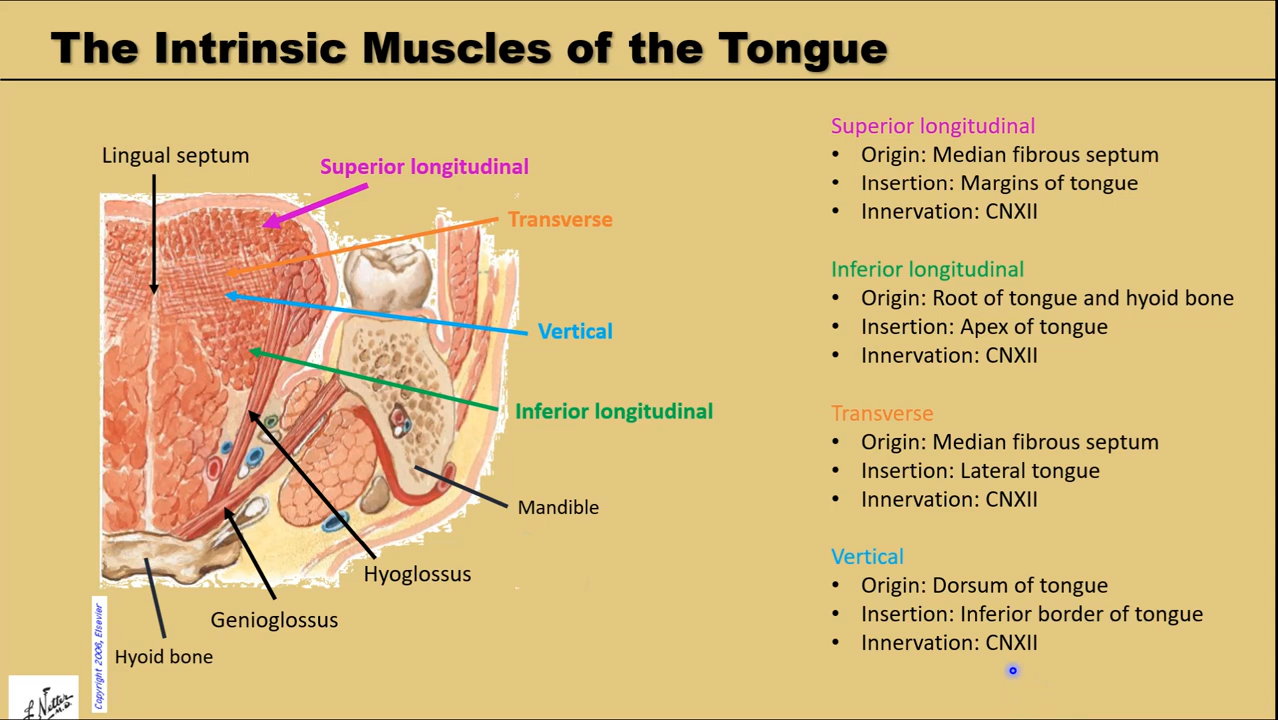 The Intrinsic Muscles of the Tongue
Lingual septum
Superior longitudinal
Transverse
Vertical
Inferior longitudinal
Mandible
Hyoglossus
Genioglossus
Hyoid bone
Copyright 2006, Elsevier
F. Netter
M.D.
Superior longitudinal
• Origin: Median fibrous septum
• Insertion: Margins of tongue
• Innervation: CNXII
Inferior longitudinal
• Origin: Root of tongue and hyoid bone
• Insertion: Apex of tongue
• Innervation: CNXII
Transverse
• Origin: Median fibrous septum
• Insertion: Lateral tongue
• Innervation: CNXII
Vertical
• Origin: Dorsum of tongue
• Insertion: Inferior border of tongue
• Innervation: CNXII